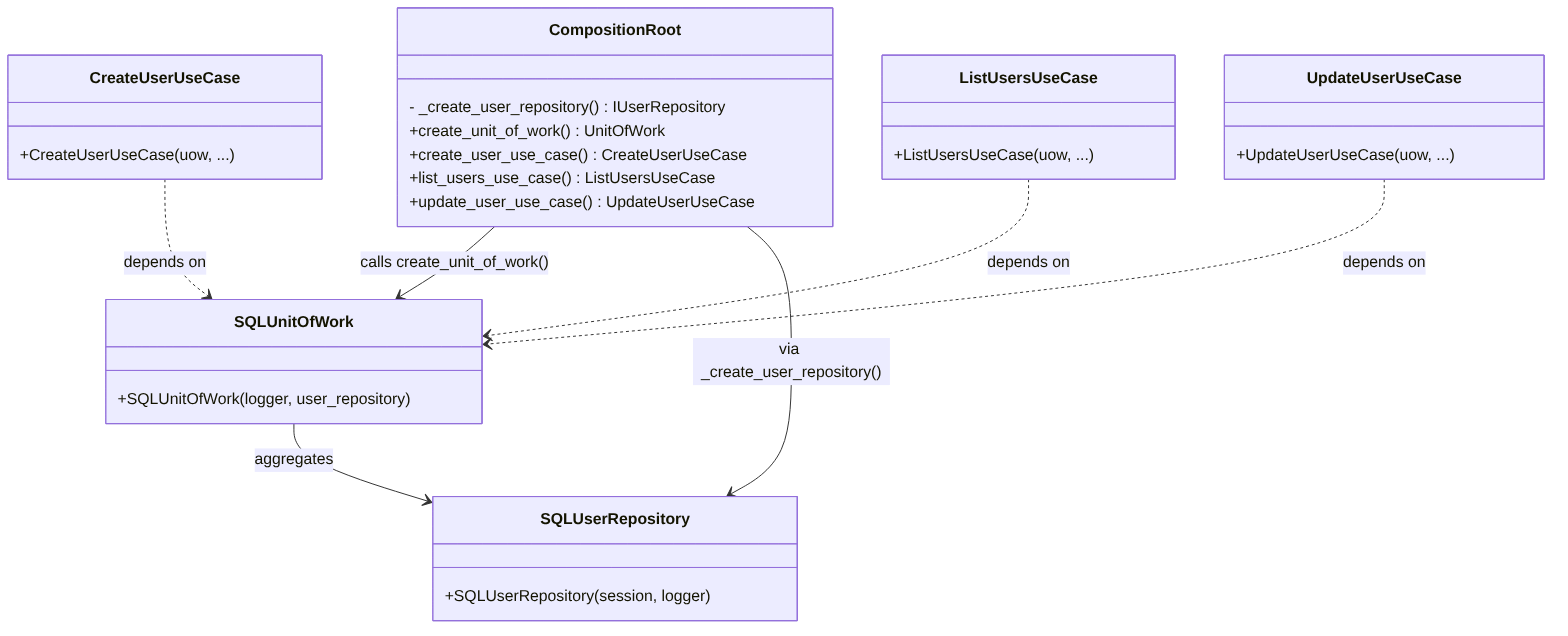 CompositionRoot
- _create_user_repository() : IUserRepository
+create_unit_of_work() : UnitOfWork
+create_user_use_case() : CreateUserUseCase
+list_users_use_case() : ListUsersUseCase
+update_user_use_case() : UpdateUserUseCase
CreateUserUseCase
+CreateUserUseCase(uow, ...)
ListUsersUseCase
+ListUsersUseCase(uow, ...)
UpdateUserUseCase
+UpdateUserUseCase(uow, ...)
depends on
calls create_unit_of_work()
depends on
depends on
SQLUnitOfWork
+SQLUnitOfWork(logger, user_repository)
via
_create_user_repository()
aggregates
SQLUserRepository
+SQLUserRepository(session, logger)